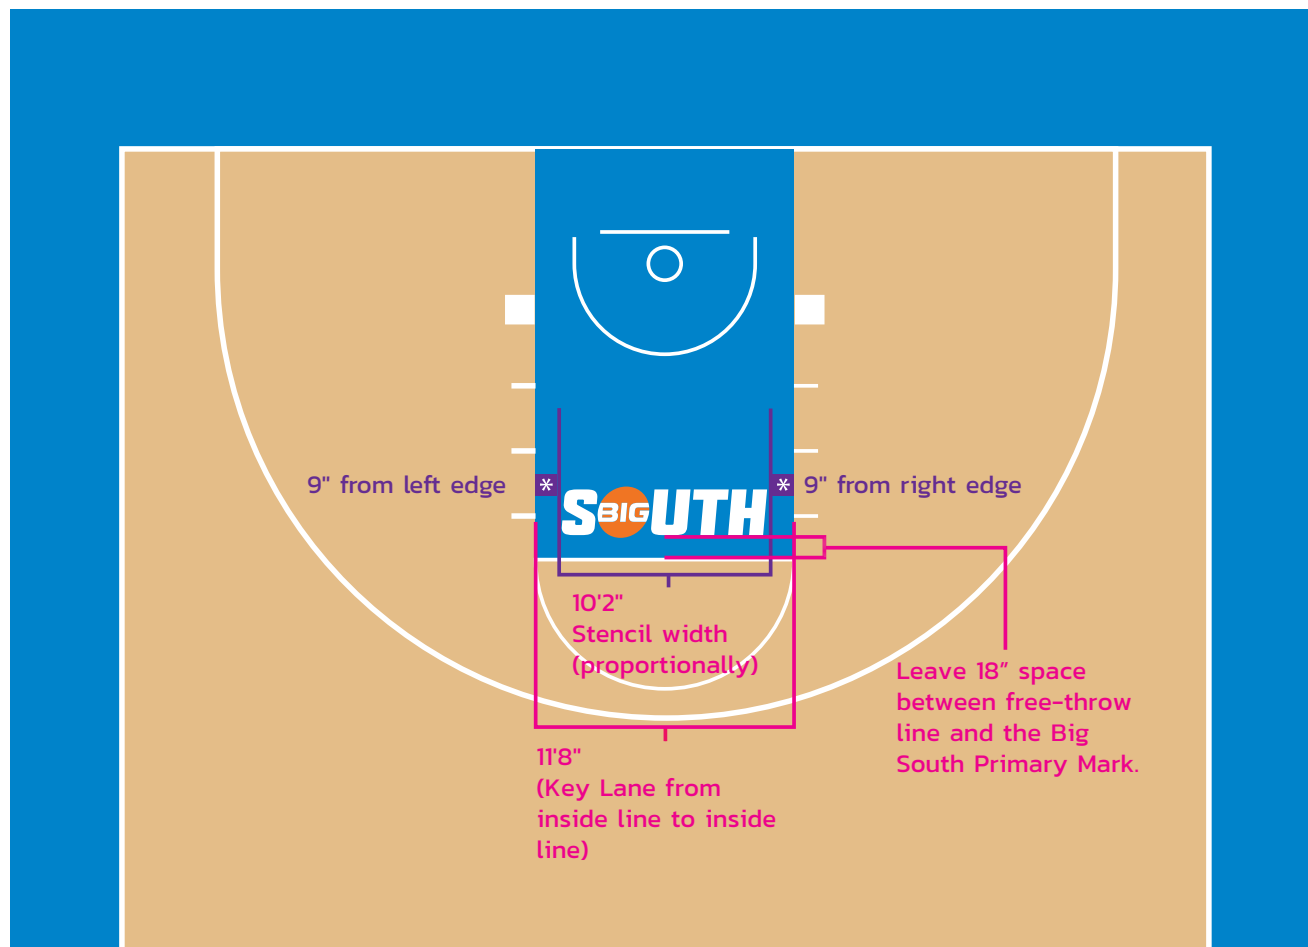 9" from left edge
*
SBIGUTH
*
9" from right edge
10'2"
Stencil width
(proportionally)
Leave 18” space
between free-throw
line and the Big
South Primary Mark.
11'8"
(Key Lane from
inside line to inside
line)